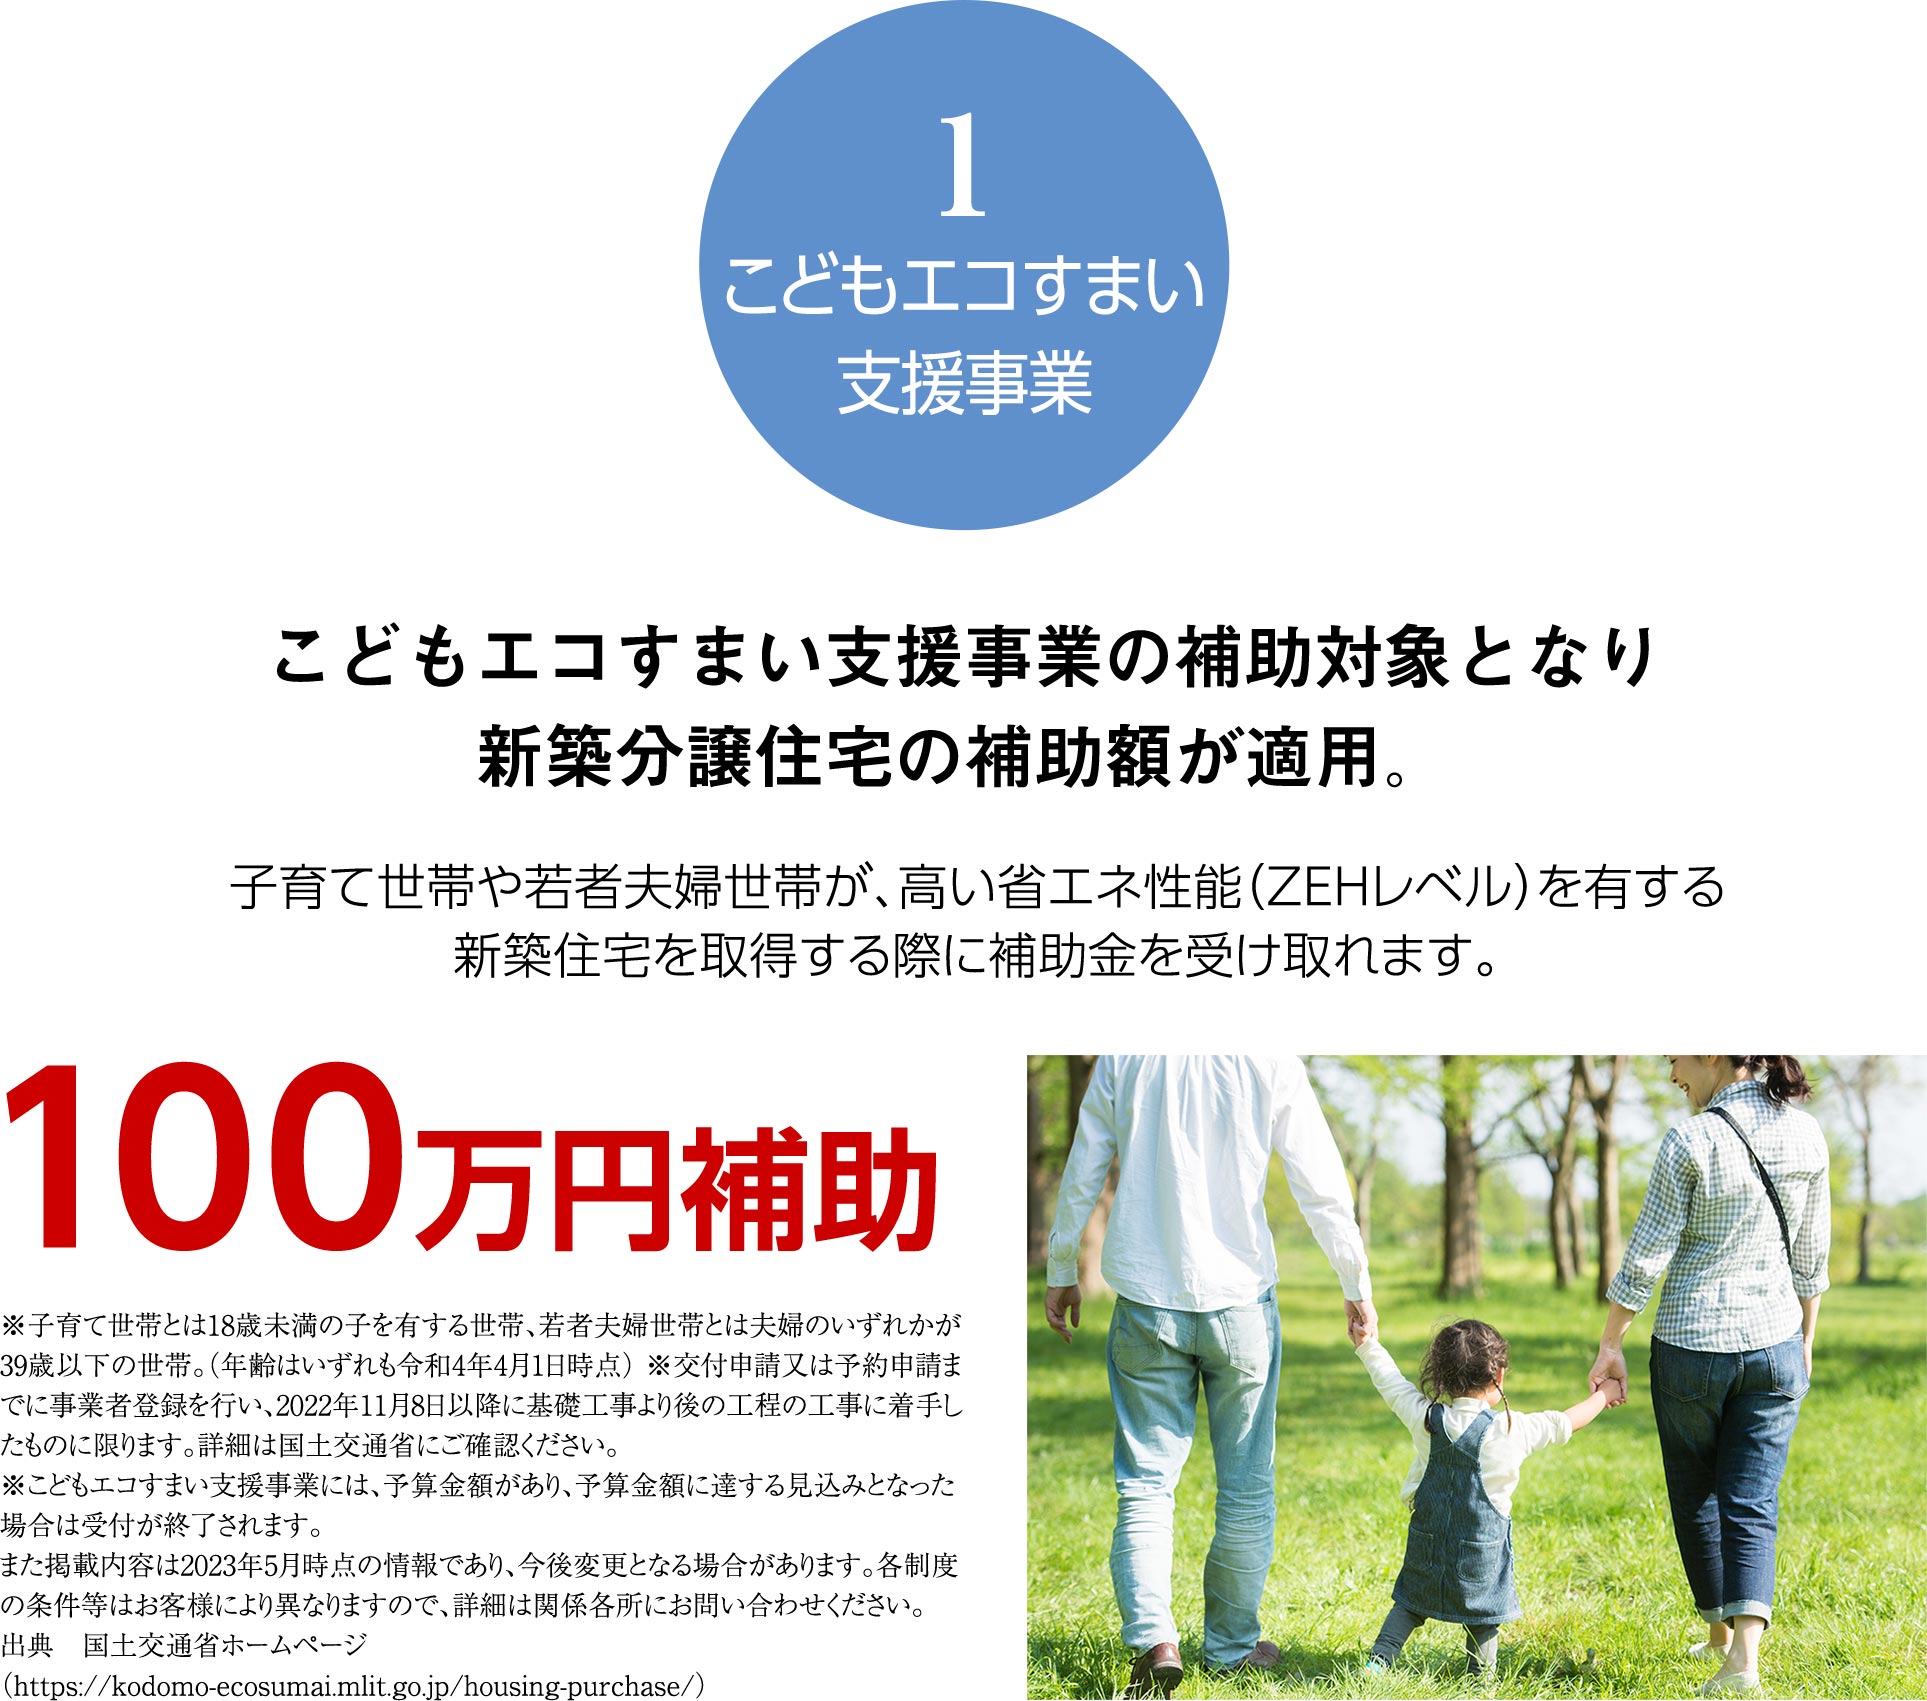 1
こどもエコすまい
支援事業
こどもエコすまい支援事業の補助対象となり
新築分譲住宅の補助額が適用。
子育て世帯や若者夫婦世帯が、高い省エネ性能（ZEHレベル）を有する
新築住宅を取得する際に補助金を受け取れます。
100万円補助
※子育て世帯とは18歳未満の子を有する世帯、若者夫婦世帯とは夫婦のいずれかが
39歳以下の世帯。（年齢はいずれも令和4年4月1日時点） ※交付申請又は予約申請ま
でに事業者登録を行い、2022年11月8日以降に基礎工事より後の工程の工事に着手し
たものに限ります。詳細は国土交通省にご確認ください。
※こどもエコすまい支援事業には、予算金額があり、予算金額に達する見込みとなった
場合は受付が終了されます。
また掲載内容は2023年5月時点の情報であり、今後変更となる場合があります。各制度
の条件等はお客様により異なりますので、詳細は関係各所にお問い合わせください。
出典　国土交通省ホームページ
（https://kodomo-ecosumai.mlit.go.jp/housing-purchase/）